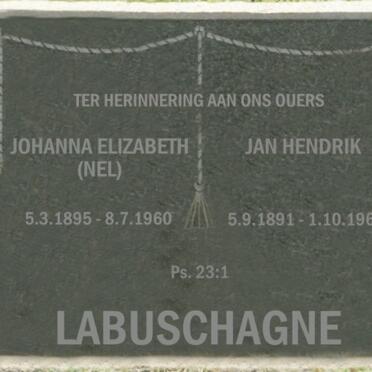 TER HERINNERING AAN ONS OUERS
JOHANNA ELIZABETH JAN HENDRIK
(NEL)
5.3.1895 - 8.7.1960 5.9.1891 - 1.10.196
Ps. 23:1
LABUSCHAGNE